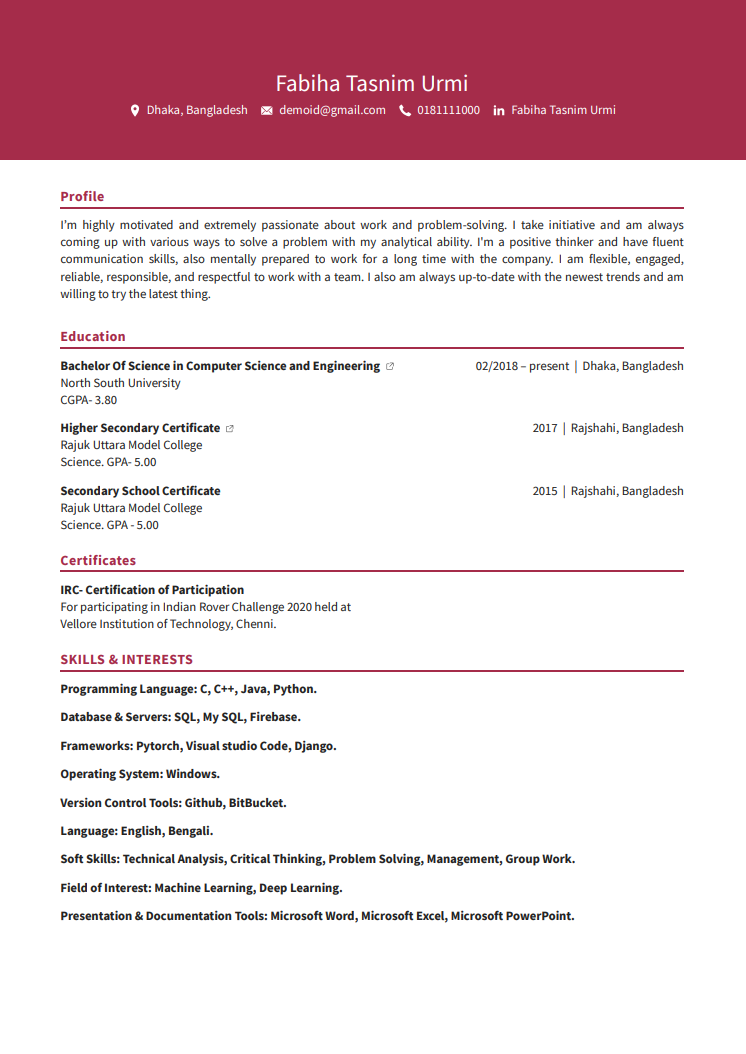 Fabiha Tasnim Urmi
Dhaka, Bangladesh demoid@gmail.com 0181111000 Fabiha Tasnim Urmi
Profile
I'm highly motivated and extremely passionate about work and problem-solving. I take initiative and am always
coming up with various ways to solve a problem with my analytical ability. I'm a positive thinker and have fluent
communication skills, also mentally prepared to work for a long time with the company. I am flexible, engaged,
reliable, responsible, and respectful to work with a team. I also am always up-to-date with the newest trends and am
willing to try the latest thing.
Education
Bachelor Of Science in Computer Science and Engineering 02/2018 – present | Dhaka, Bangladesh
North South University
CGPA- 3.80
Higher Secondary Certificate 2017 | Rajshahi, Bangladesh
Rajuk Uttara Model College
Science. GPA- 5.00
Secondary School Certificate 2015 | Rajshahi, Bangladesh
Rajuk Uttara Model College
Science. GPA - 5.00
Certificates
IRC- Certification of Participation
For participating in Indian Rover Challenge 2020 held at
Vellore Institution of Technology, Chenni.
SKILLS & INTERESTS
Programming Language: C, C++, Java, Python.
Database & Servers: SQL, My SQL, Firebase.
Frameworks: Pytorch, Visual studio Code, Django.
Operating System: Windows.
Version Control Tools: Github, BitBucket.
Language: English, Bengali.
Soft Skills: Technical Analysis, Critical Thinking, Problem Solving, Management, Group Work.
Field of Interest: Machine Learning, Deep Learning.
Presentation & Documentation Tools: Microsoft Word, Microsoft Excel, Microsoft PowerPoint.